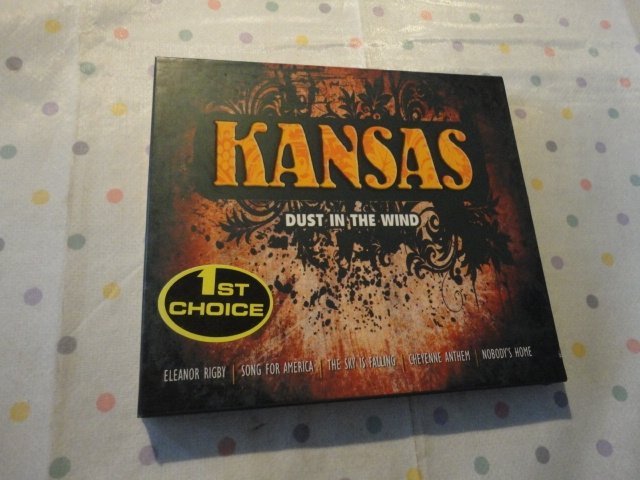 KANSAS
DUST IN THE WIND
1ST
CHOICE
ELEANOR RIGBY | SONG FOR AMERICA | THE SKY IS FALLING | CHEYENNE ANTHEM | NOBODY'S HOME